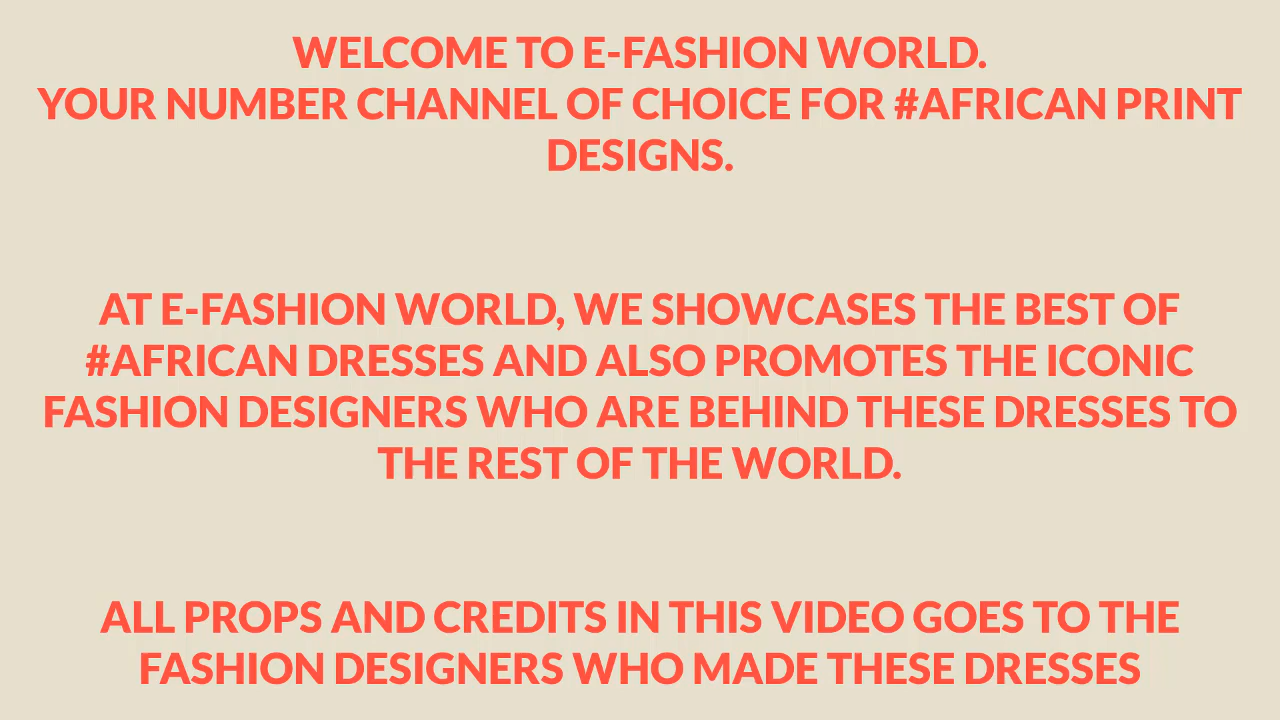 WELCOME TO E-FASHION WORLD.
YOUR NUMBER CHANNEL OF CHOICE FOR #AFRICAN PRINT
DESIGNS.
AT E-FASHION WORLD, WE SHOWCASES THE BEST OF
#AFRICAN DRESSES AND ALSO PROMOTES THE ICONIC
FASHION DESIGNERS WHO ARE BEHIND THESE DRESSES TO
THE REST OF THE WORLD.
ALL PROPS AND CREDITS IN THIS VIDEO GOES TO THE
FASHION DESIGNERS WHO MADE THESE DRESSES